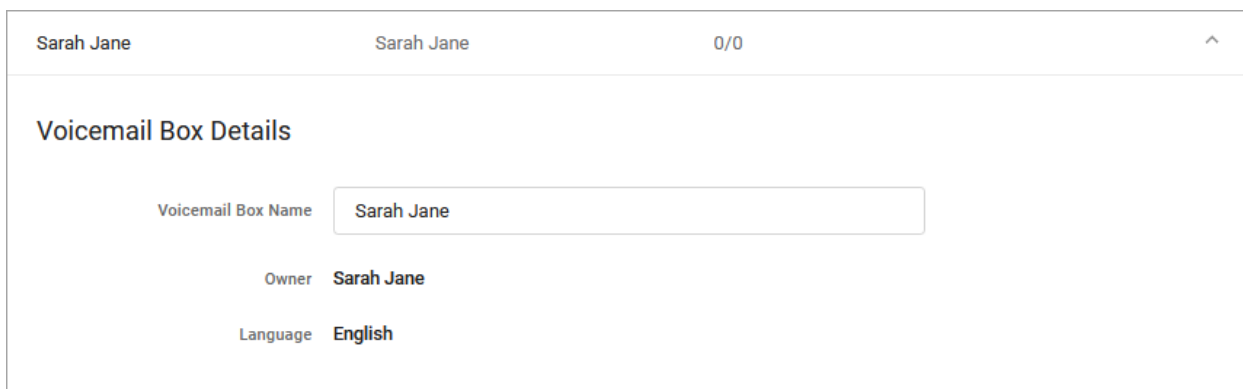 Sarah Jane Sarah Jane 0/0
Voicemail Box Details
Voicemail Box Name Sarah Jane
Owner Sarah Jane
Language English